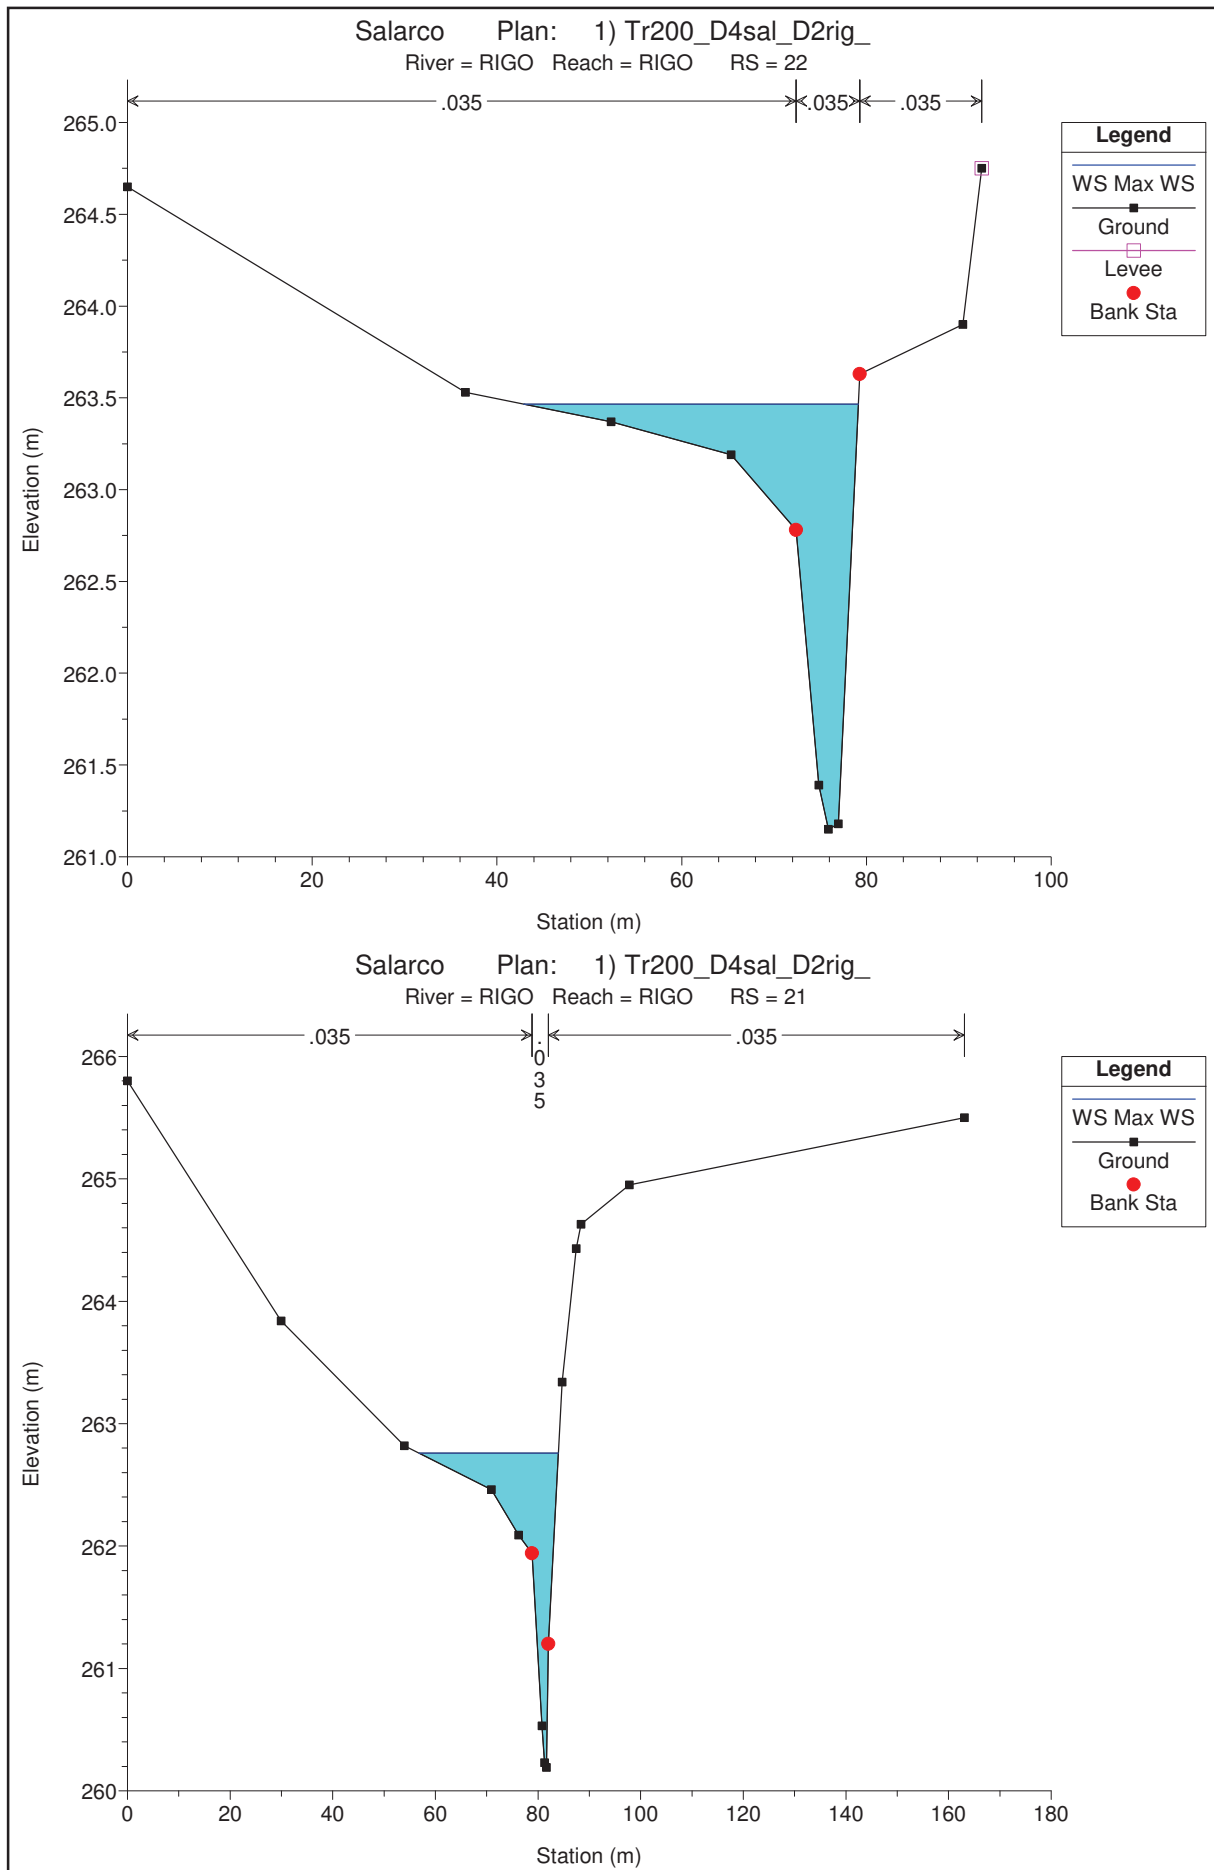 Salarco Plan: 1) Tr200_D4sal_D2rig_
River = RIGO Reach = RIGO RS = 22
.035 .035 .035
265.0
264.5
264.0
263.5
263.0
262.5
262.0
261.5
261.0
Elevation (m)
0 20 40 60 80 100
Station (m)
Legend
WS Max WS
Ground
Levee
Bank Sta
Salarco Plan: 1) Tr200_D4sal_D2rig_
River = RIGO Reach = RIGO RS = 21
.035 .035 .035
266
265
264
263
262
261
260
Elevation (m)
0 20 40 60 80 100 120 140 160 180
Station (m)
Legend
WS Max WS
Ground
Bank Sta